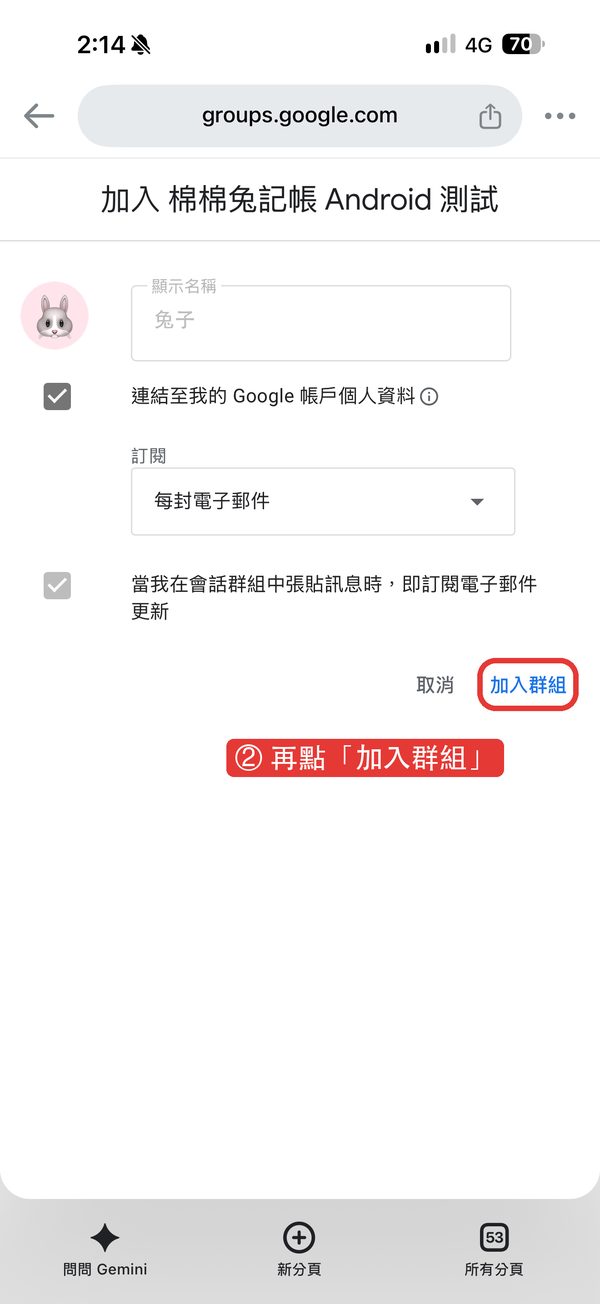 2:14
4G
70
groups.google.com
加入 棉棉兔記帳 Android 測試
顯示名稱
兔子
連結至我的 Google 帳戶個人資料
訂閱
每封電子郵件
當我在會話群組中張貼訊息時，即訂閱電子郵件
更新
取消
加入群組
② 再點「加入群組」
問問 Gemini
新分頁
53
所有分頁